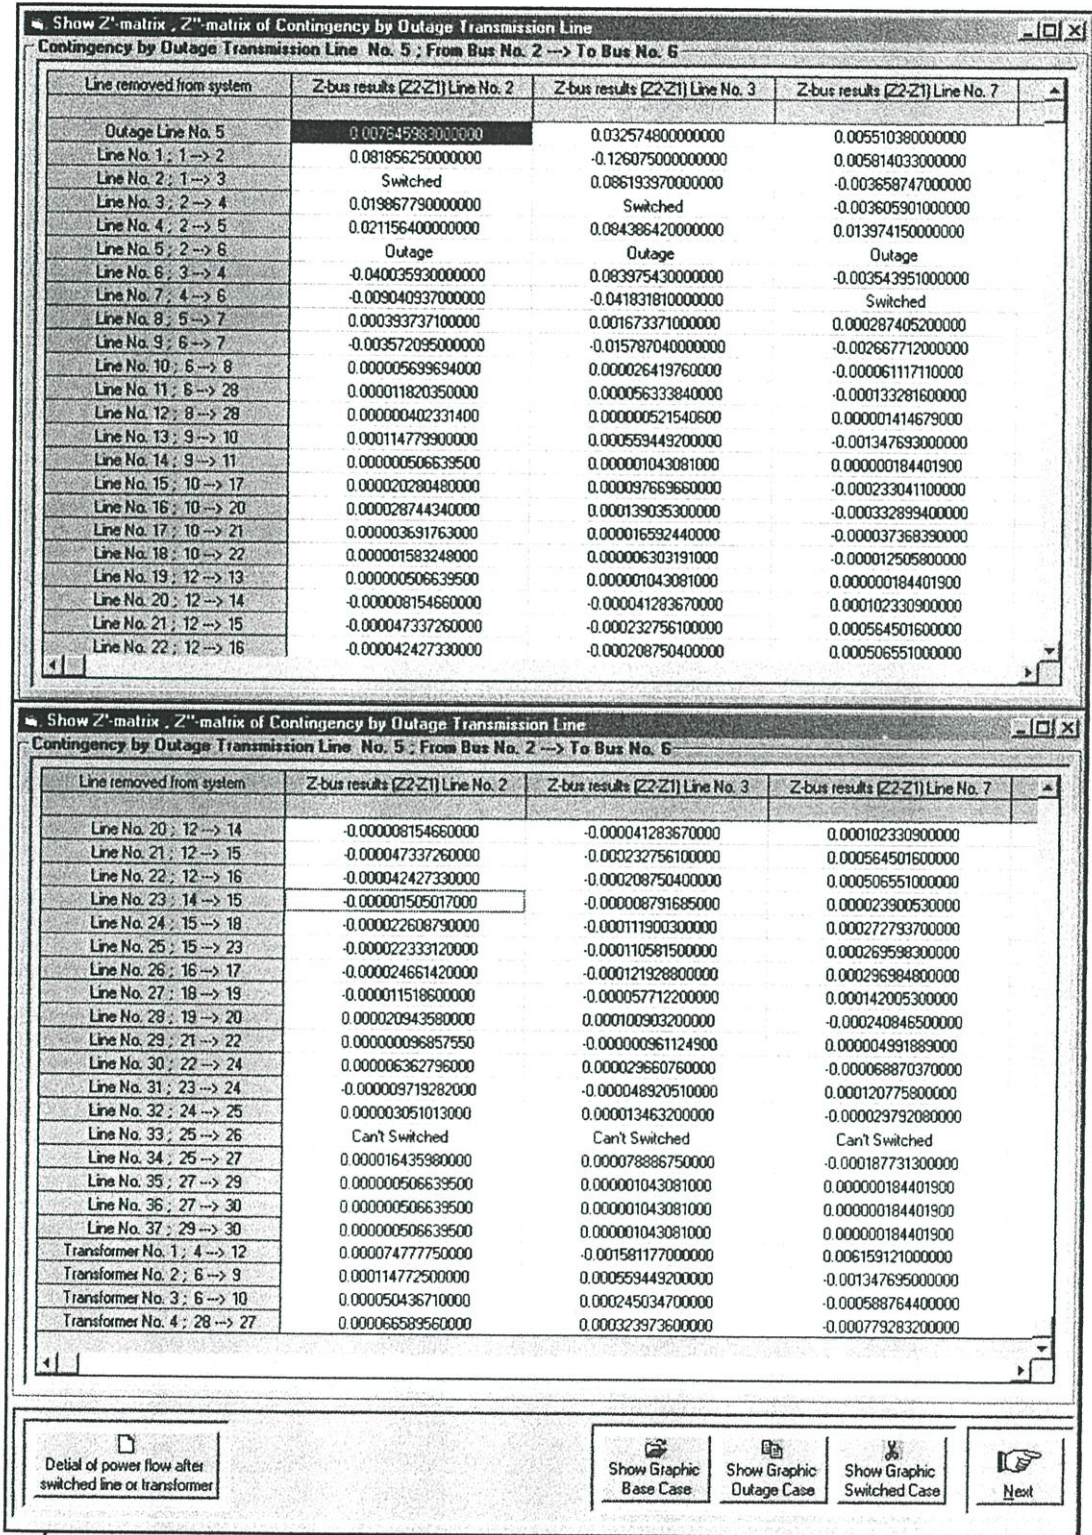 Show Z'-matrix , Z''-matrix of Contingency by Outage Transmission Line
Contingency by Outage Transmission Line No. 5 ; From Bus No. 2 --> To Bus No. 6
Line removed from system Z-bus results (Z2-Z1) Line No. 2 Z-bus results (Z2-Z1) Line No. 3 Z-bus results (Z2-Z1) Line No. 7
Outage Line No. 5 0.007645983000000 0.032574800000000 0.005510380000000
Line No. 1 ; 1 --> 2 0.081856250000000 -0.126075000000000 0.005814033000000
Line No. 2 ; 1 --> 3 Switched 0.086193970000000 -0.003658747000000
Line No. 3 ; 2 --> 4 0.019867790000000 Switched -0.003605901000000
Line No. 4 ; 2 --> 5 0.021156400000000 0.084386420000000 0.013974150000000
Line No. 5 ; 2 --> 6 Outage Outage Outage
Line No. 6 ; 3 --> 4 -0.040035930000000 0.083975430000000 -0.003543951000000
Line No. 7 ; 4 --> 6 -0.009040937000000 -0.041831810000000 Switched
Line No. 8 ; 5 --> 7 0.000393737100000 0.001673371000000 0.000287405200000
Line No. 9 ; 6 --> 7 -0.003572095000000 -0.015787040000000 -0.002667712000000
Line No. 10 ; 6 --> 8 0.000005699694000 0.000026419760000 -0.000061117110000
Line No. 11 ; 6 --> 28 0.000011820350000 0.000056333840000 -0.000133281600000
Line No. 12 ; 8 --> 28 0.000000402331400 0.000000521540600 0.000001414679000
Line No. 13 ; 9 --> 10 0.000114779900000 0.000559449200000 -0.001347693000000
Line No. 14 ; 9 --> 11 0.000000506639500 0.000001043081000 0.000000184401900
Line No. 15 ; 10 --> 17 0.000020280480000 0.000097669660000 -0.000233041100000
Line No. 16 ; 10 --> 20 0.000028744340000 0.000139035300000 -0.000332899400000
Line No. 17 ; 10 --> 21 0.000003691763000 0.000016592440000 -0.000037368390000
Line No. 18 ; 10 --> 22 0.000001583248000 0.000006303191000 -0.000012505800000
Line No. 19 ; 12 --> 13 0.000000506639500 0.000001043081000 0.000000184401900
Line No. 20 ; 12 --> 14 -0.000008154660000 -0.000041283670000 0.000102330900000
Line No. 21 ; 12 --> 15 -0.000047337260000 -0.000232756100000 0.000564501600000
Line No. 22 ; 12 --> 16 -0.000042427330000 -0.000208750400000 0.000506551000000
Show Z'-matrix , Z''-matrix of Contingency by Outage Transmission Line
Contingency by Outage Transmission Line No. 5 ; From Bus No. 2 --> To Bus No. 6
Line removed from system Z-bus results (Z2-Z1) Line No. 2 Z-bus results (Z2-Z1) Line No. 3 Z-bus results (Z2-Z1) Line No. 7
Line No. 20 ; 12 --> 14 -0.000008154660000 -0.000041283670000 0.000102330900000
Line No. 21 ; 12 --> 15 -0.000047337260000 -0.000232756100000 0.000564501600000
Line No. 22 ; 12 --> 16 -0.000042427330000 -0.000208750400000 0.000506551000000
Line No. 23 ; 14 --> 15 -0.000001505017000 -0.000008791685000 0.000023900530000
Line No. 24 ; 15 --> 18 -0.000022608790000 -0.000111900300000 0.000272793700000
Line No. 25 ; 15 --> 23 -0.000022333120000 -0.000110581500000 0.000269598300000
Line No. 26 ; 16 --> 17 -0.000024661420000 -0.000121928800000 0.000296984800000
Line No. 27 ; 18 --> 19 -0.000011518600000 -0.000057712200000 0.000142005300000
Line No. 28 ; 19 --> 20 0.000020943580000 0.000100903200000 -0.000240846500000
Line No. 29 ; 21 --> 22 0.000000096857550 -0.000000961124900 0.000004991889000
Line No. 30 ; 22 --> 24 0.000006362796000 0.000029660760000 -0.000068870370000
Line No. 31 ; 23 --> 24 -0.000009719282000 -0.000048920510000 0.000120775800000
Line No. 32 ; 24 --> 25 0.000003051013000 0.000013463200000 -0.000029792080000
Line No. 33 ; 25 --> 26 Can't Switched Can't Switched Can't Switched
Line No. 34 ; 25 --> 27 0.000016435980000 0.000078886750000 -0.000187731300000
Line No. 35 ; 27 --> 29 0.000000506639500 0.000001043081000 0.000000184401900
Line No. 36 ; 27 --> 30 0.000000506639500 0.000001043081000 0.000000184401900
Line No. 37 ; 29 --> 30 0.000000506639500 0.000001043081000 0.000000184401900
Transformer No. 1 ; 4 --> 12 0.000074777750000 -0.001581177000000 0.006159121000000
Transformer No. 2 ; 6 --> 9 0.000114772500000 0.000559449200000 -0.001347695000000
Transformer No. 3 ; 6 --> 10 0.000050436710000 0.000245034700000 -0.000588764400000
Transformer No. 4 ; 28 --> 27 0.000066589560000 0.000323973600000 -0.000779283200000
Detial of power flow after
switched line or transformer
Show Graphic
Base Case
Show Graphic
Outage Case
Show Graphic
Switched Case
Next